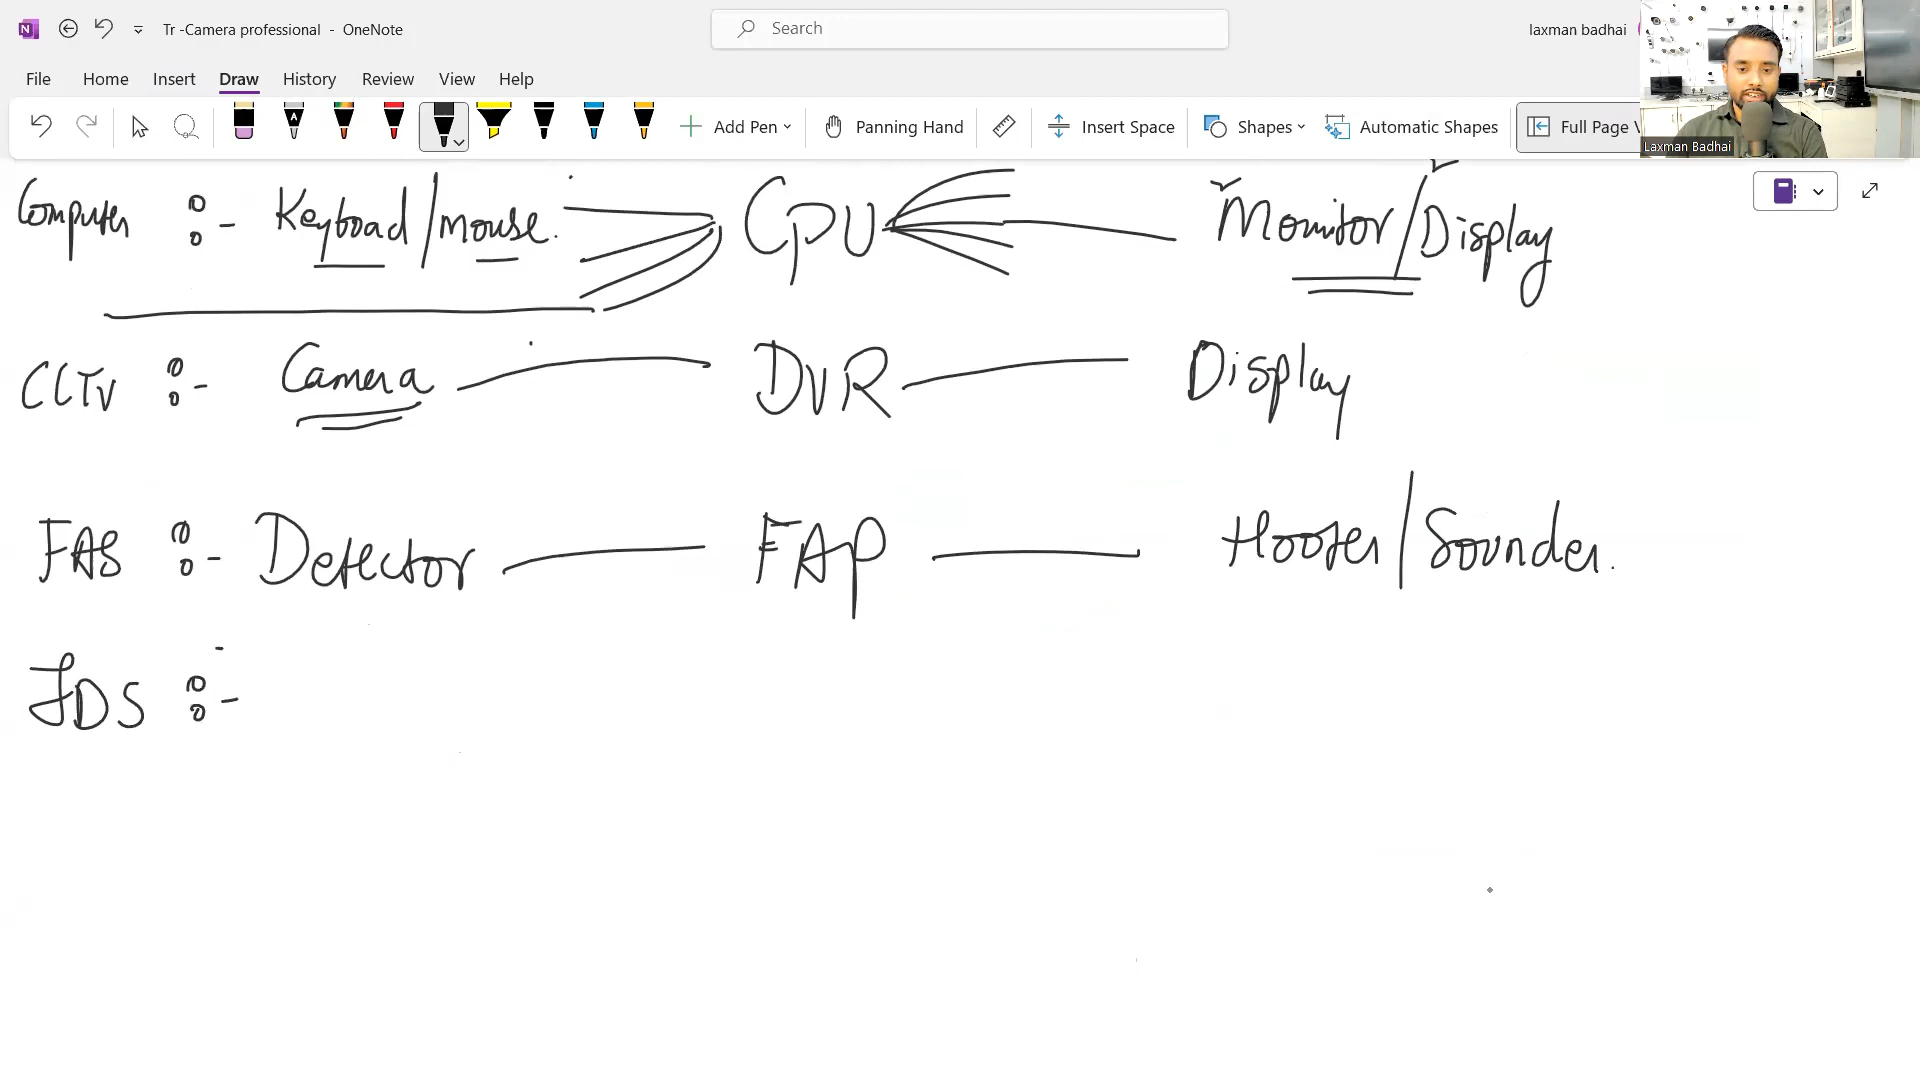 Tr -Camera professional - OneNote
Search
laxman badhai
File Home Insert Draw History Review View Help
A Add Pen Panning Hand Insert Space Shapes Automatic Shapes Full Page V
Laxman Badhai
Computer :- Keyboad/mouse. CPU Monitor/Display
CCTV :- Camera DVR Display
FAS :- Detector FAP Hooter/Sounder.
IDS :-